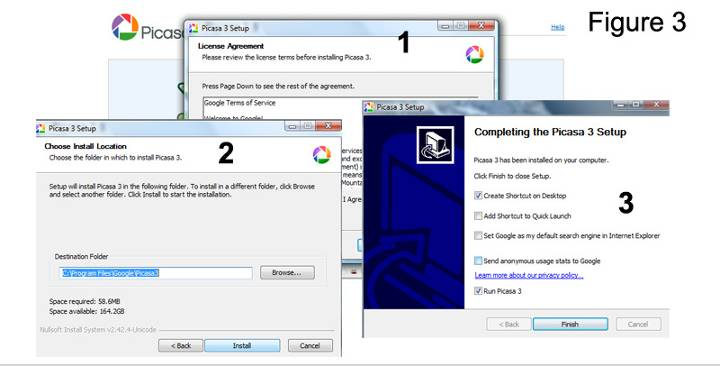 Figure 3
Help
Picasa
Picasa 3 Setup
1
License Agreement
Please review the license terms before installing Picasa 3.
Press Page Down to see the rest of the agreement.
Google Terms of Service
Welcome to Google!
Picasa 3 Setup
Choose Install Location
Choose the folder in which to install Picasa 3.
2
Setup will install Picasa 3 in the following folder. To install in a different folder, click Browse
and select another folder. Click Install to start the installation.
Destination Folder
C:\Program Files\Google\Picasa3
Browse...
Space required: 58.6MB
Space available: 164.2GB
Nullsoft Install System v2.42.4-Unicode
< Back
Install
Cancel
Picasa 3 Setup
Completing the Picasa 3 Setup
Picasa 3 has been installed on your computer.
Click Finish to close Setup.
Create Shortcut on Desktop
3
Add Shortcut to Quick Launch
Set Google as my default search engine in Internet Explorer
Send anonymous usage stats to Google
Learn more about our privacy policy...
Run Picasa 3
< Back
Finish
Cancel